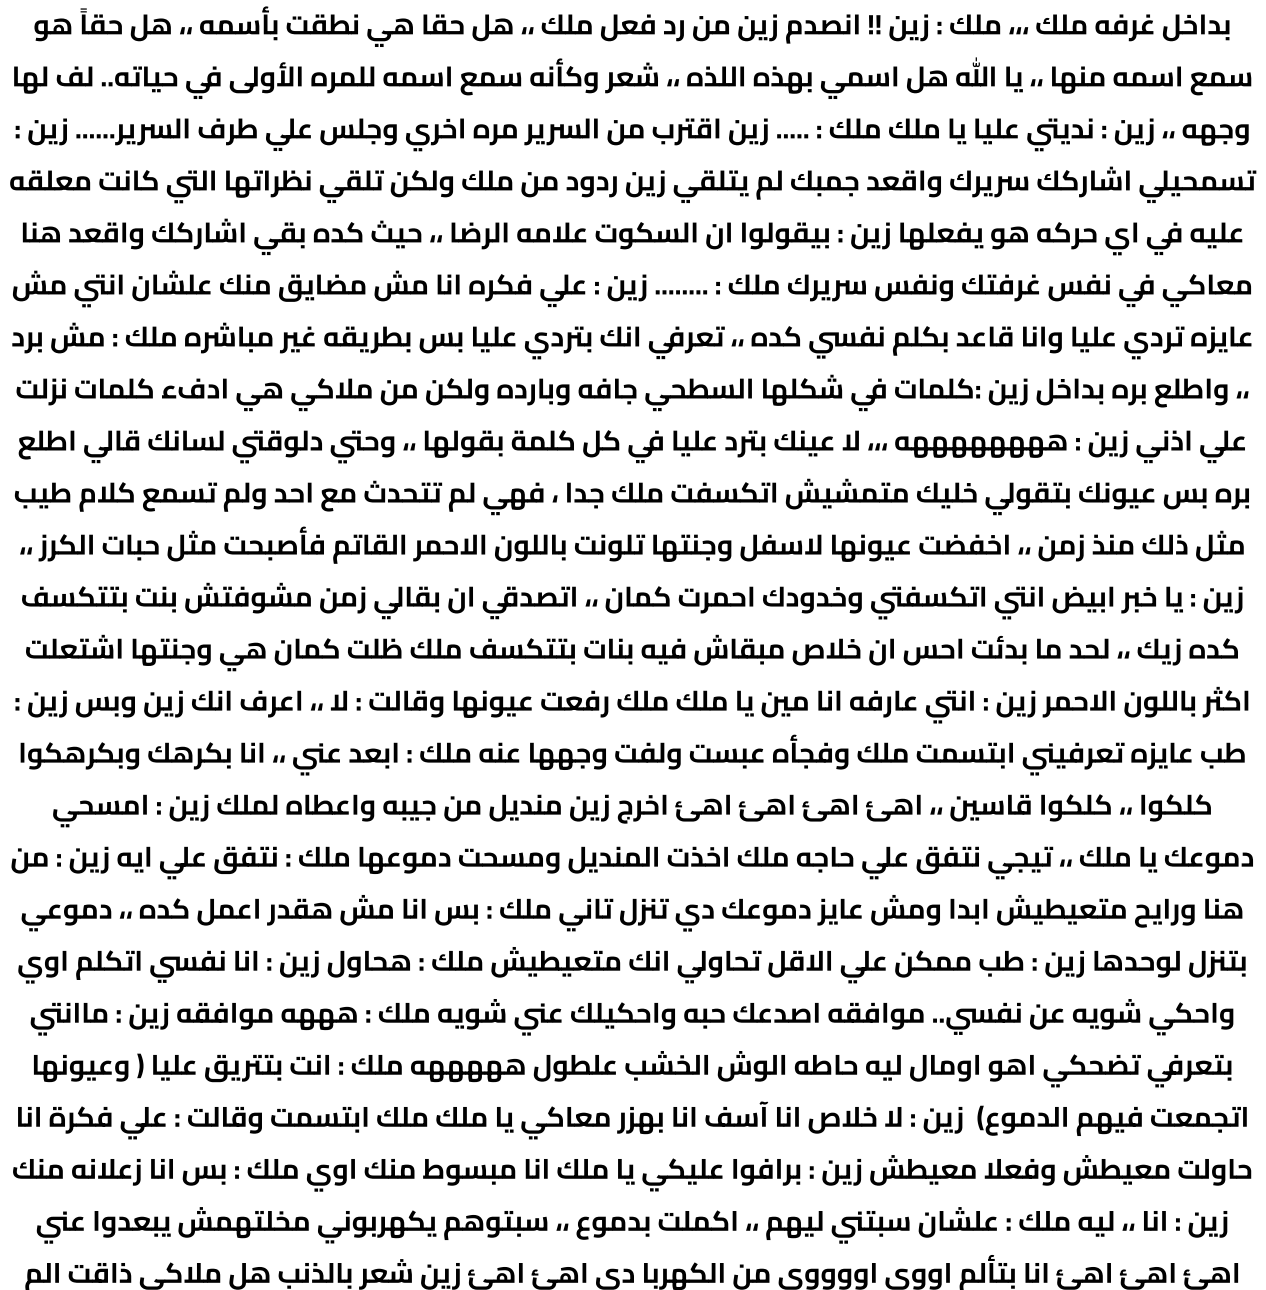 بداخل غرفه ملك ،،، ملك : زين !! انصدم زين من رد فعل ملك ،، هل حقا هي نطقت بأسمه ،، هل حقاً هو
سمع اسمه منها ،، يا الله هل اسمي بهذه اللذه ،، شعر وكأنه سمع اسمه للمره الأولى في حياته.. لف لها
وجهه ،، زين : نديتي عليا يا ملك ملك : ..... زين اقترب من السرير مره اخري وجلس علي طرف السرير...... زين :
تسمحيلي اشاركك سريرك واقعد جمبك لم يتلقي زين ردود من ملك ولكن تلقي نظراتها التي كانت معلقه
عليه في اي حركه هو يفعلها زين : بيقولوا ان السكوت علامه الرضا ،، حيث كده بقي اشاركك واقعد هنا
معاكي في نفس غرفتك ونفس سريرك ملك : ........ زين : علي فكره انا مش مضايق منك علشان انتي مش
عايزه تردي عليا وانا قاعد بكلم نفسي كده ،، تعرفي انك بتردي عليا بس بطريقه غير مباشره ملك : مش برد
،، واطلع بره بداخل زين :كلمات في شكلها السطحي جافه وبارده ولكن من ملاكي هي ادفء كلمات نزلت
علي اذني زين : ههههههههه ،،، لا عينك بترد عليا في كل كلمة بقولها ،، وحتي دلوقتي لسانك قالي اطلع
بره بس عيونك بتقولي خليك متمشيش اتكسفت ملك جدا ، فهي لم تتحدث مع احد ولم تسمع كلام طيب
مثل ذلك منذ زمن ،، اخفضت عيونها لاسفل وجنتها تلونت باللون الاحمر القاتم فأصبحت مثل حبات الكرز ،،
زين : يا خبر ابيض انتي اتكسفتي وخدودك احمرت كمان ،، اتصدقي ان بقالي زمن مشوفتش بنت بتتكسف
كده زيك ،، لحد ما بدئت احس ان خلاص مبقاش فيه بنات بتتكسف ملك ظلت كمان هي وجنتها اشتعلت
اكثر باللون الاحمر زين : انتي عارفه انا مين يا ملك ملك رفعت عيونها وقالت : لا ،، اعرف انك زين وبس زين :
طب عايزه تعرفيني ابتسمت ملك وفجأه عبست ولفت وجهها عنه ملك : ابعد عني ،، انا بكرهك وبكرهكوا
كلكوا ،، كلكوا قاسين ،، اهئ اهئ اهئ اهئ اخرج زين منديل من جيبه واعطاه لملك زين : امسحي
دموعك يا ملك ،، تيجي نتفق علي حاجه ملك اخذت المنديل ومسحت دموعها ملك : نتفق علي ايه زين : من
هنا ورايح متعيطيش ابدا ومش عايز دموعك دي تنزل تاني ملك : بس انا مش هقدر اعمل كده ،، دموعي
بتنزل لوحدها زين : طب ممكن علي الاقل تحاولي انك متعيطيش ملك : هحاول زين : انا نفسي اتكلم اوي
واحكي شويه عن نفسي.. موافقه اصدعك حبه واحكيلك عني شويه ملك : هههه موافقه زين : ماانتي
بتعرفي تضحكي اهو اومال ليه حاطه الوش الخشب علطول هههههه ملك : انت بتتريق عليا ( وعيونها
اتجمعت فيهم الدموع) زين : لا خلاص انا آسف انا بهزر معاكي يا ملك ملك ابتسمت وقالت : علي فكرة انا
حاولت معيطش وفعلا معيطش زين : برافوا عليكي يا ملك انا مبسوط منك اوي ملك : بس انا زعلانه منك
زين : انا ،، ليه ملك : علشان سبتني ليهم ،، اكملت بدموع ،، سبتوهم يكهربوني مخلتهمش يبعدوا عني
اهئ اهئ اهئ انا بتألم اووي اوووووي من الكهربا دي اهئ اهئ زين شعر بالذنب هل ملاكي ذاقت الم